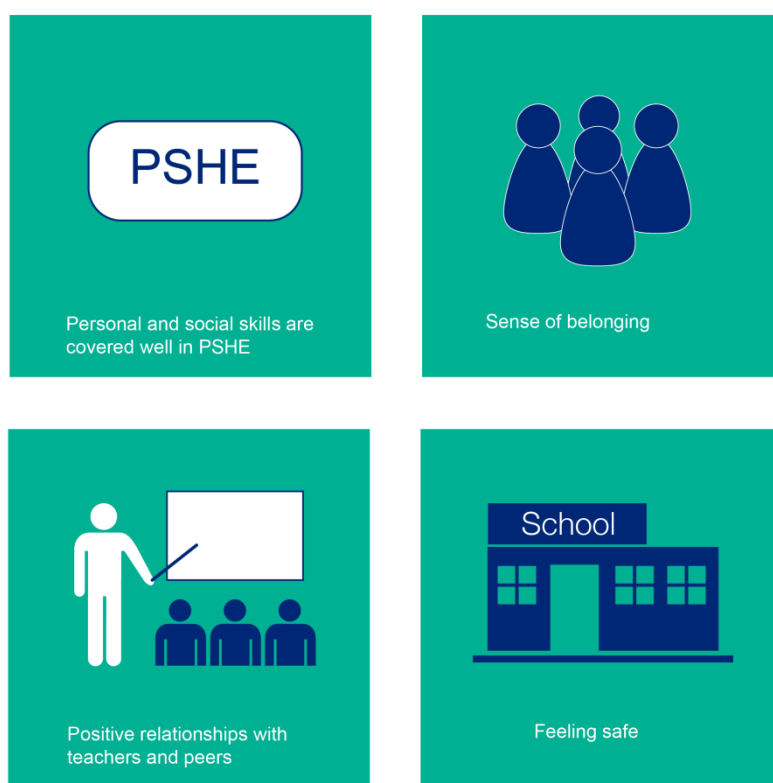 PSHE
Personal and social skills are
covered well in PSHE
Sense of belonging
Positive relationships with
teachers and peers
School
Feeling safe